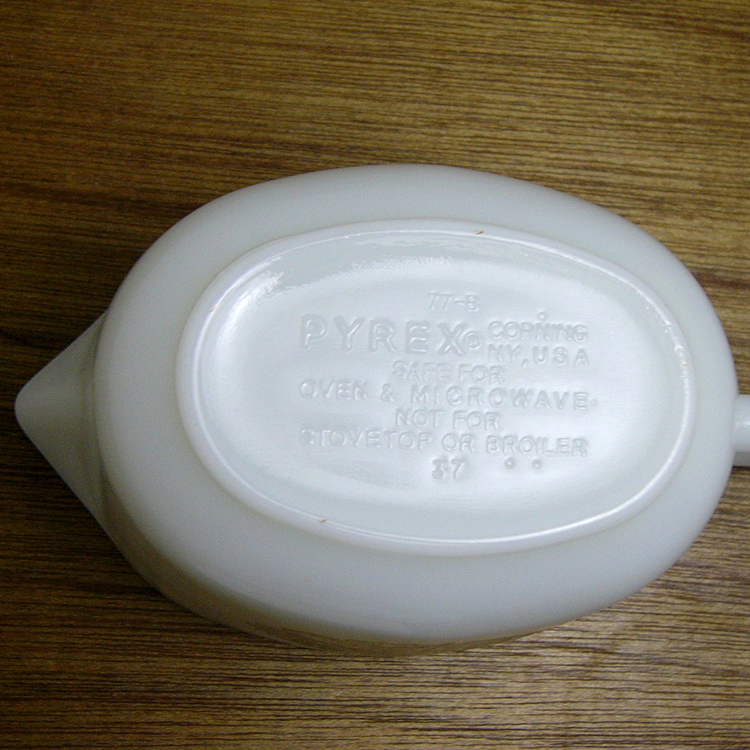 77-B
PYREX® CORNING
NY, USA
SAFE FOR
OVEN & MICROWAVE
NOT FOR
STOVETOP OR BROILER
37